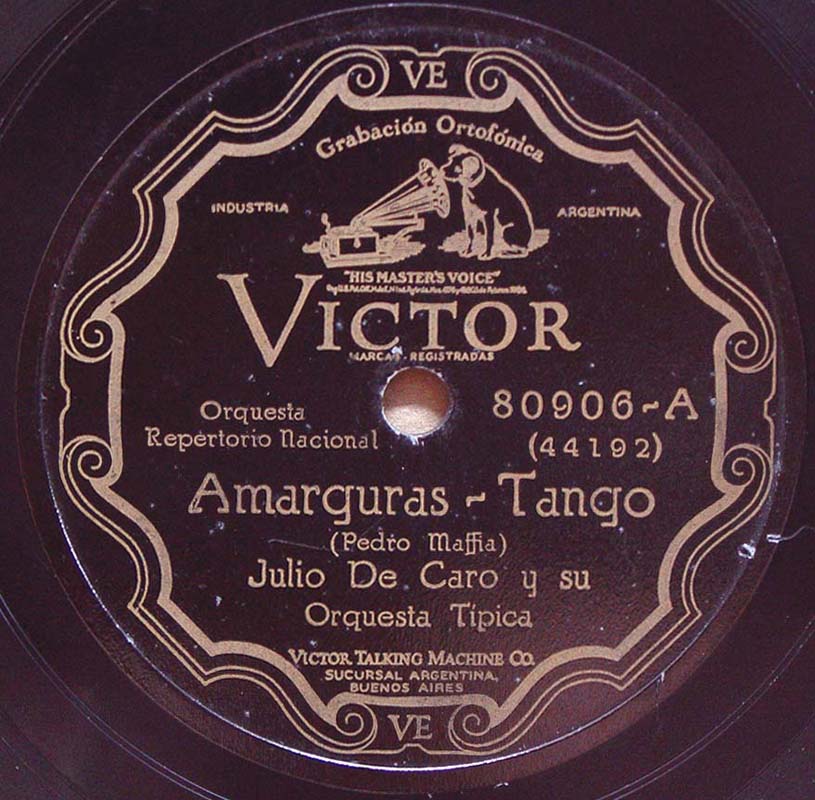 VE
Grabación Ortofónica
INDUSTRIA ARGENTINA
"HIS MASTER'S VOICE"
VICTOR
MARCAS REGISTRADAS
Orquesta
Repertorio Nacional
80906-A
(44192)
Amarguras - Tango
(Pedro Maffia)
Julio De Caro y su
Orquesta Típica
VICTOR TALKING MACHINE CO.
SUCURSAL ARGENTINA,
BUENOS AIRES
VE